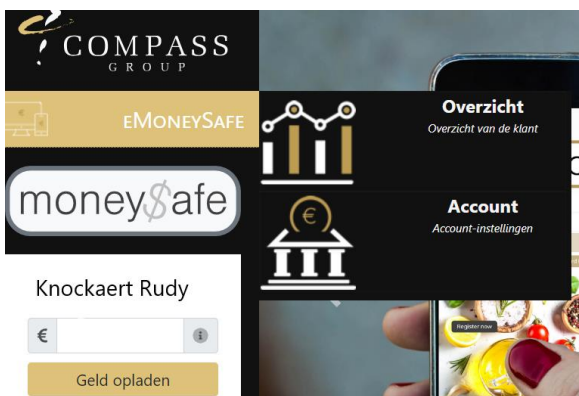 COMPASS
GROUP
EMONEYSAFE
money$afe
Knockaert Rudy
€
Geld opladen
Overzicht
Overzicht van de klant
€
Account
Account-instellingen
Register now